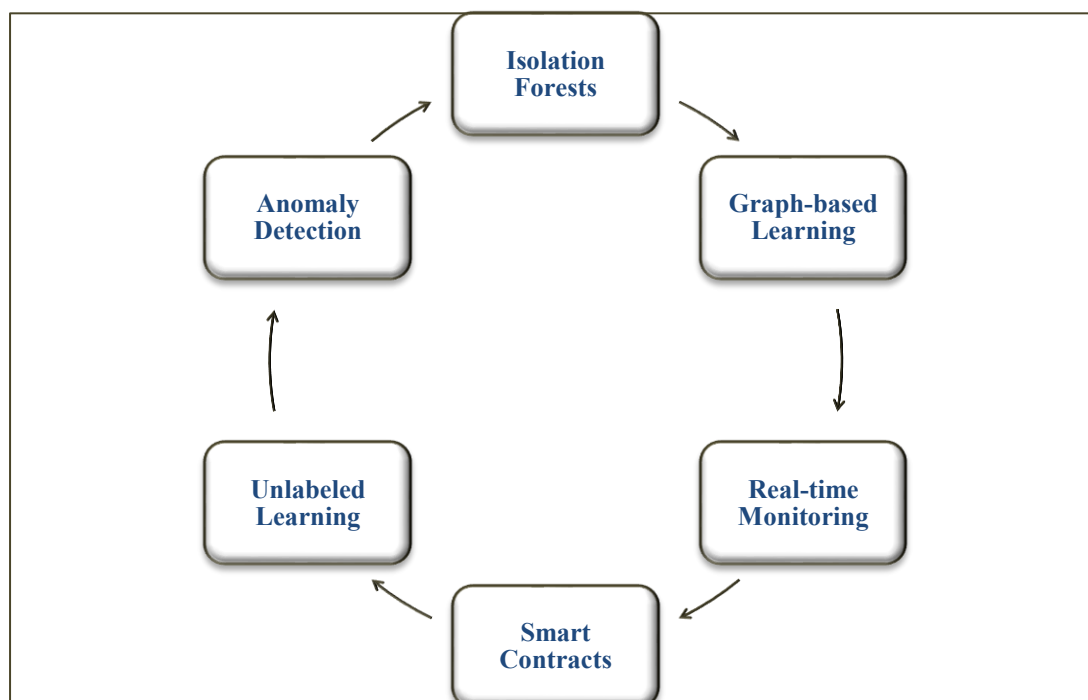 Isolation
Forests
Anomaly
Detection
Graph-based
Learning
Unlabeled
Learning
Real-time
Monitoring
Smart
Contracts